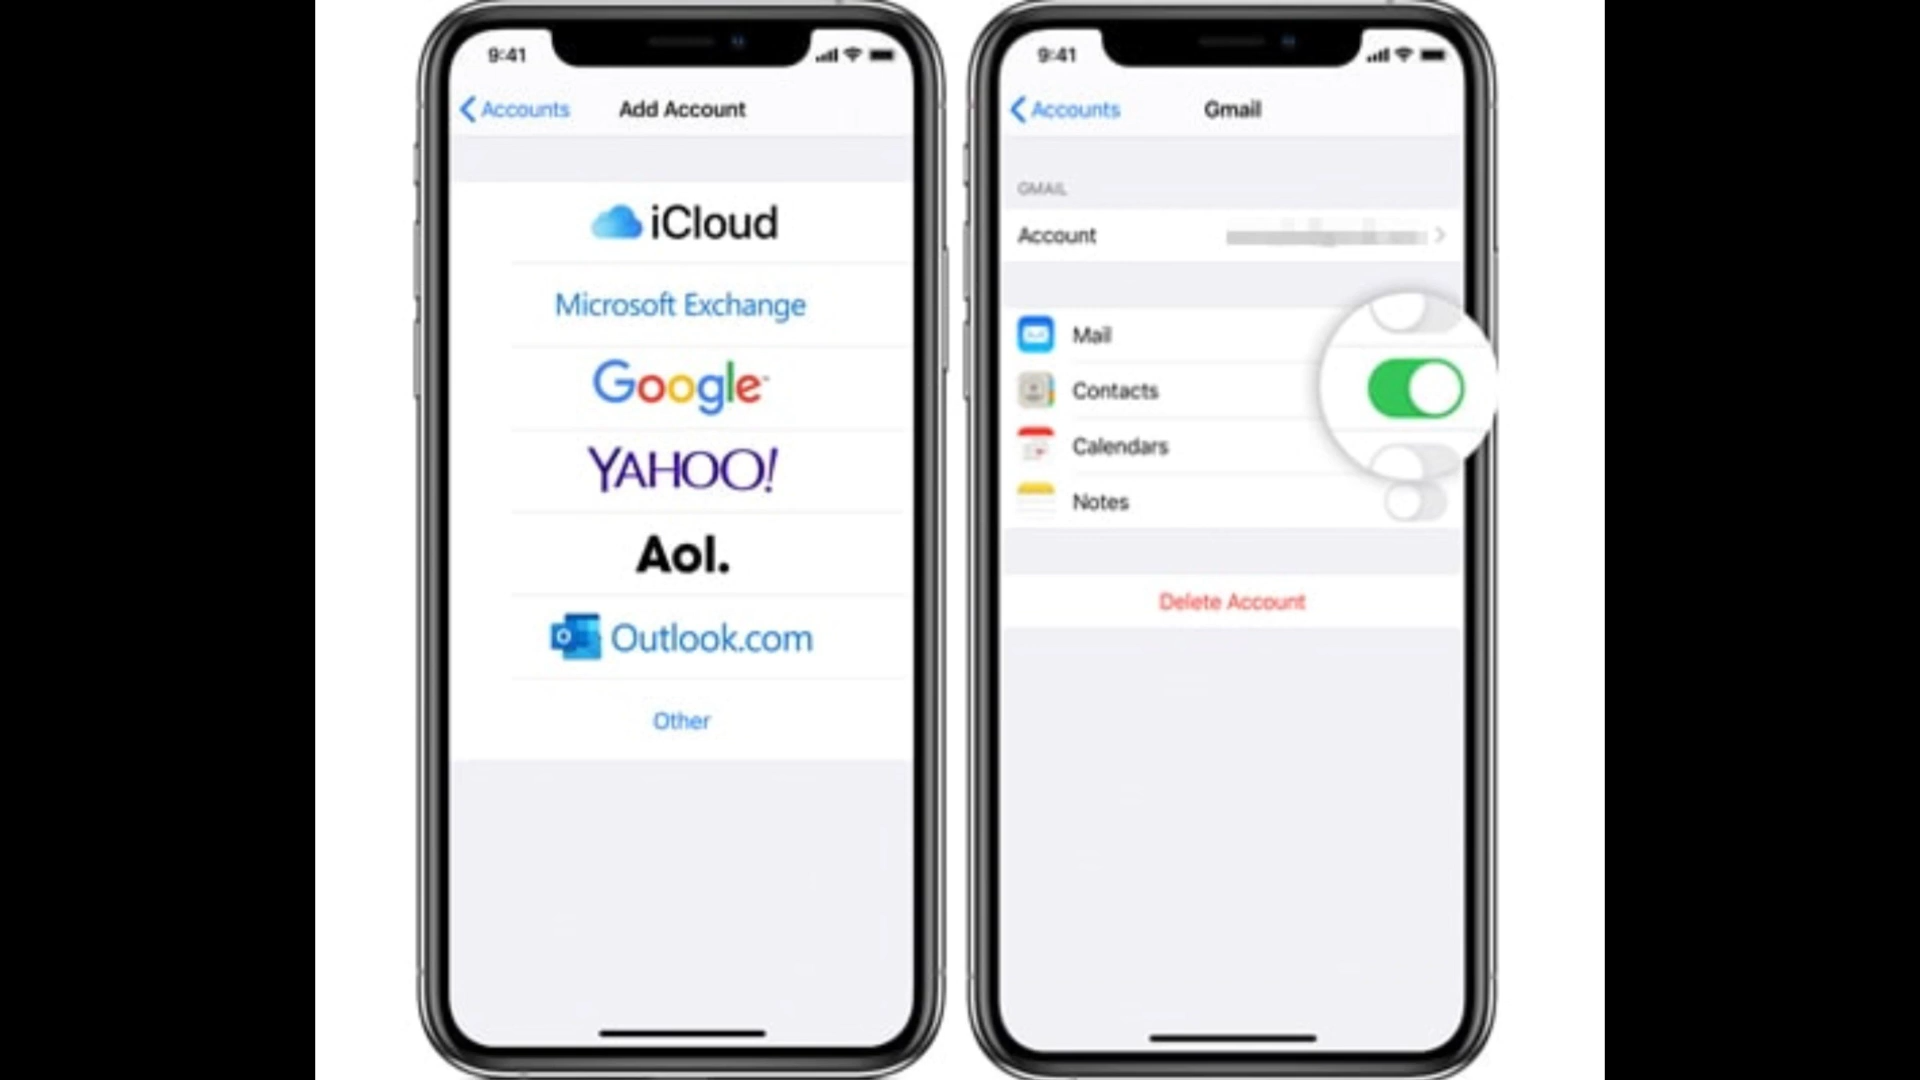 9:41
Accounts
Add Account
iCloud
Microsoft Exchange
Google
YAHOO!
Aol.
Outlook.com
Other
9:41
Accounts
Gmail
GMAIL
Account
Mail
Contacts
Calendars
Notes
Delete Account